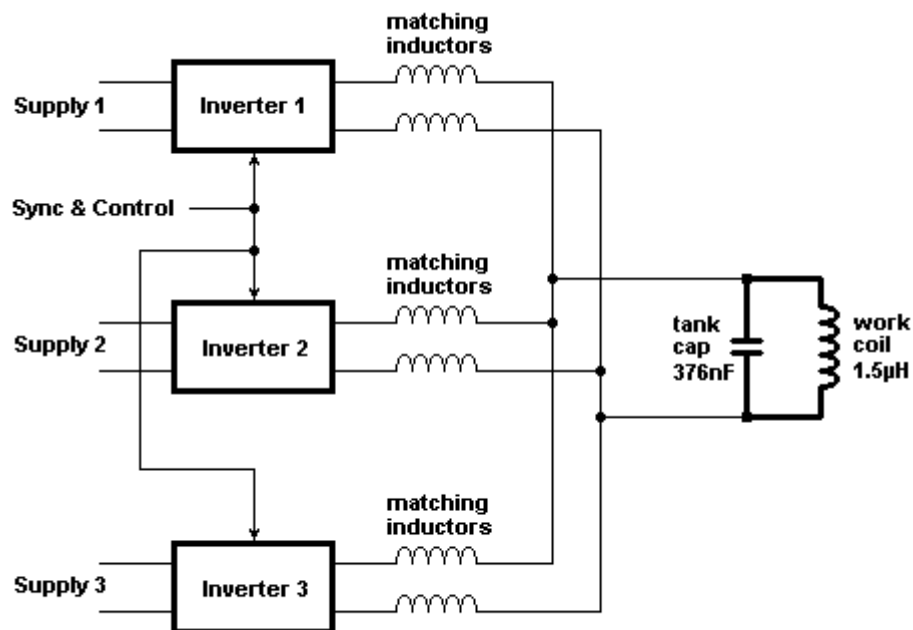 matching
inductors
Supply 1
Inverter 1
Sync & Control
matching
inductors
Supply 2
Inverter 2
tank
cap
376nF
work
coil
1.5µH
matching
inductors
Supply 3
Inverter 3